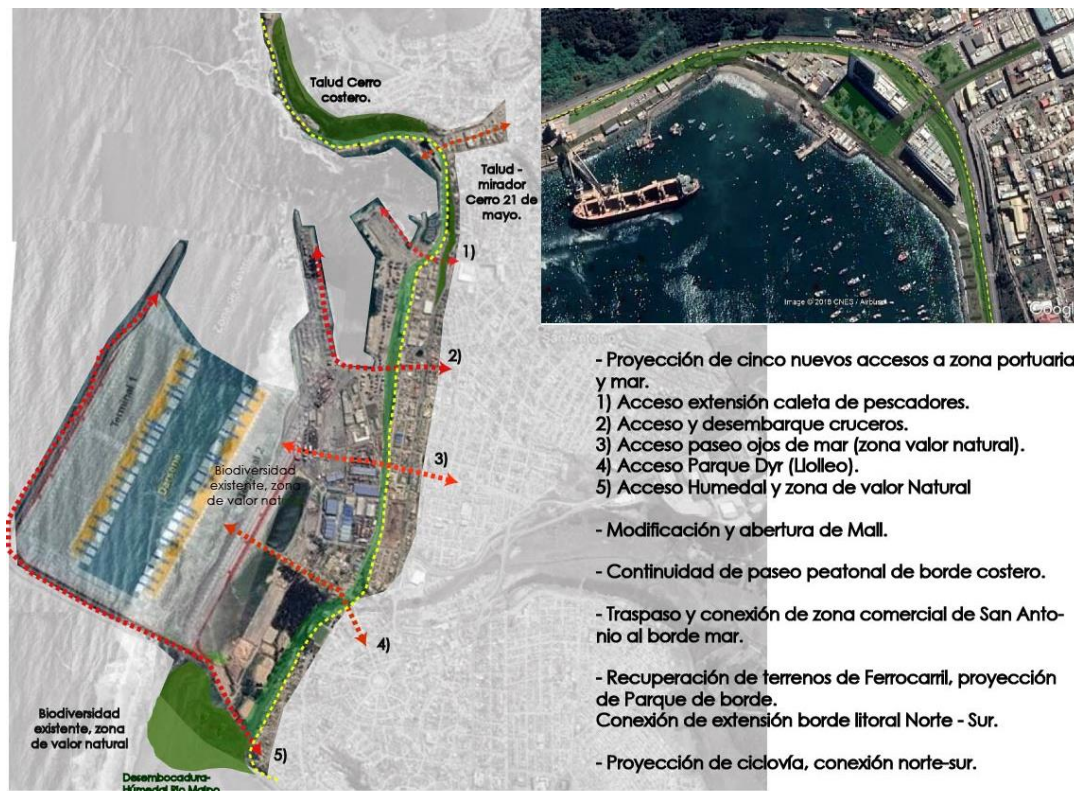 Talud Cerro
costero.
Talud -
mirador
Cerro 21 de
mayo.
1)
2)
3)
4)
5)
Terminal 1
Dársena
Biodiversidad
existente, zona
de valor natu
Biodiversidad
existente, zona
de valor natural
Desembocadura-
Húmedal Río Maipo
San Antonio
Image © 2018 CNES / Airbus
Googl
- Proyección de cinco nuevos accesos a zona portuaria
y mar.
1) Acceso extensión caleta de pescadores.
2) Acceso y desembarque cruceros.
3) Acceso paseo ojos de mar (zona valor natural).
4) Acceso Parque Dyr (Llolleo).
5) Acceso Humedal y zona de valor Natural
- Modificación y abertura de Mall.
- Continuidad de paseo peatonal de borde costero.
- Traspaso y conexión de zona comercial de San Anto-
nio al borde mar.
- Recuperación de terrenos de Ferrocarril, proyección
de Parque de borde.
Conexión de extensión borde litoral Norte - Sur.
- Proyección de ciclovía, conexión norte-sur.